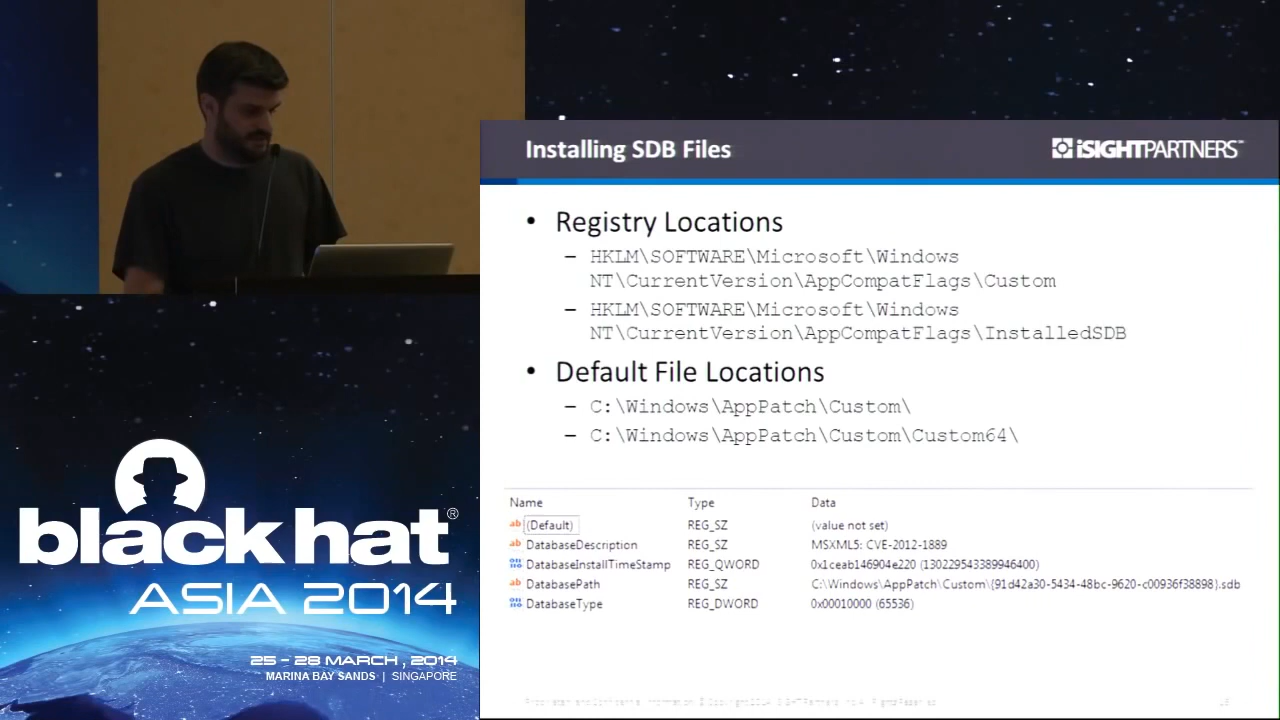 Installing SDB Files
iSIGHTPARTNERS
• Registry Locations
– HKLM\SOFTWARE\Microsoft\Windows
NT\CurrentVersion\AppCompatFlags\Custom
– HKLM\SOFTWARE\Microsoft\Windows
NT\CurrentVersion\AppCompatFlags\InstalledSDB
• Default File Locations
– C:\Windows\AppPatch\Custom\
– C:\Windows\AppPatch\Custom\Custom64\
Name Type Data
(Default) REG_SZ (value not set)
DatabaseDescription REG_SZ MSXML5: CVE-2012-1889
DatabaseInstallTimeStamp REG_QWORD 0x1ceab146904e220 (130229543389946400)
DatabasePath REG_SZ C:\Windows\AppPatch\Custom\{91d42a30-5434-48bc-9620-c00936f38898}.sdb
DatabaseType REG_DWORD 0x00010000 (65536)
black hat®
ASIA 2014
25 - 28 MARCH, 2014
MARINA BAY SANDS | SINGAPORE